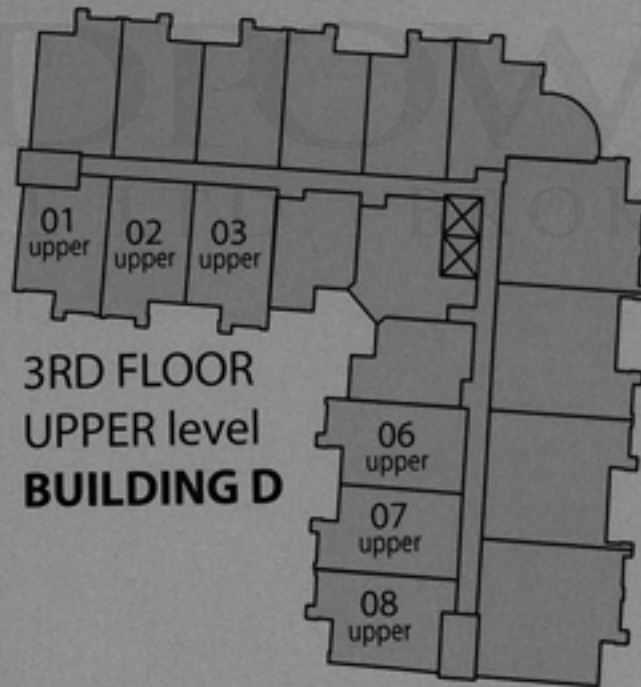 01
upper
02
upper
03
upper
3RD FLOOR
UPPER level
BUILDING D
06
upper
07
upper
08
upper